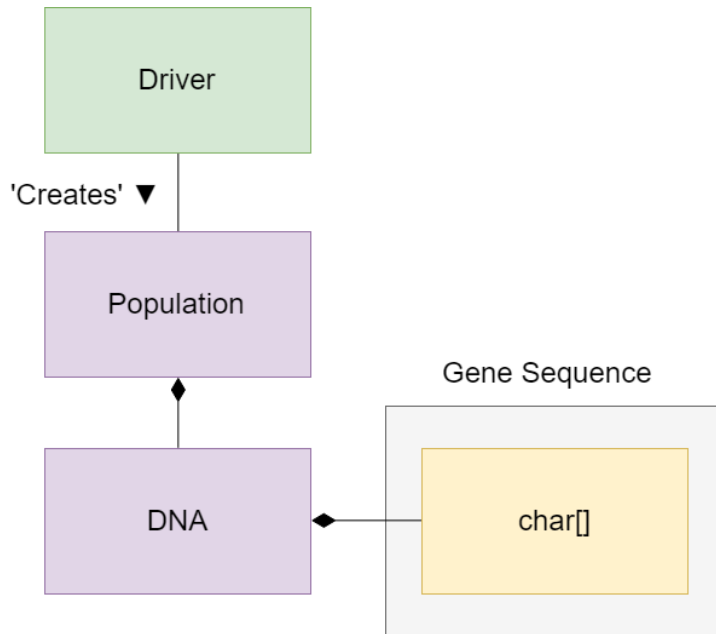 Driver
'Creates' ▼
Population
Gene Sequence
DNA
char[]